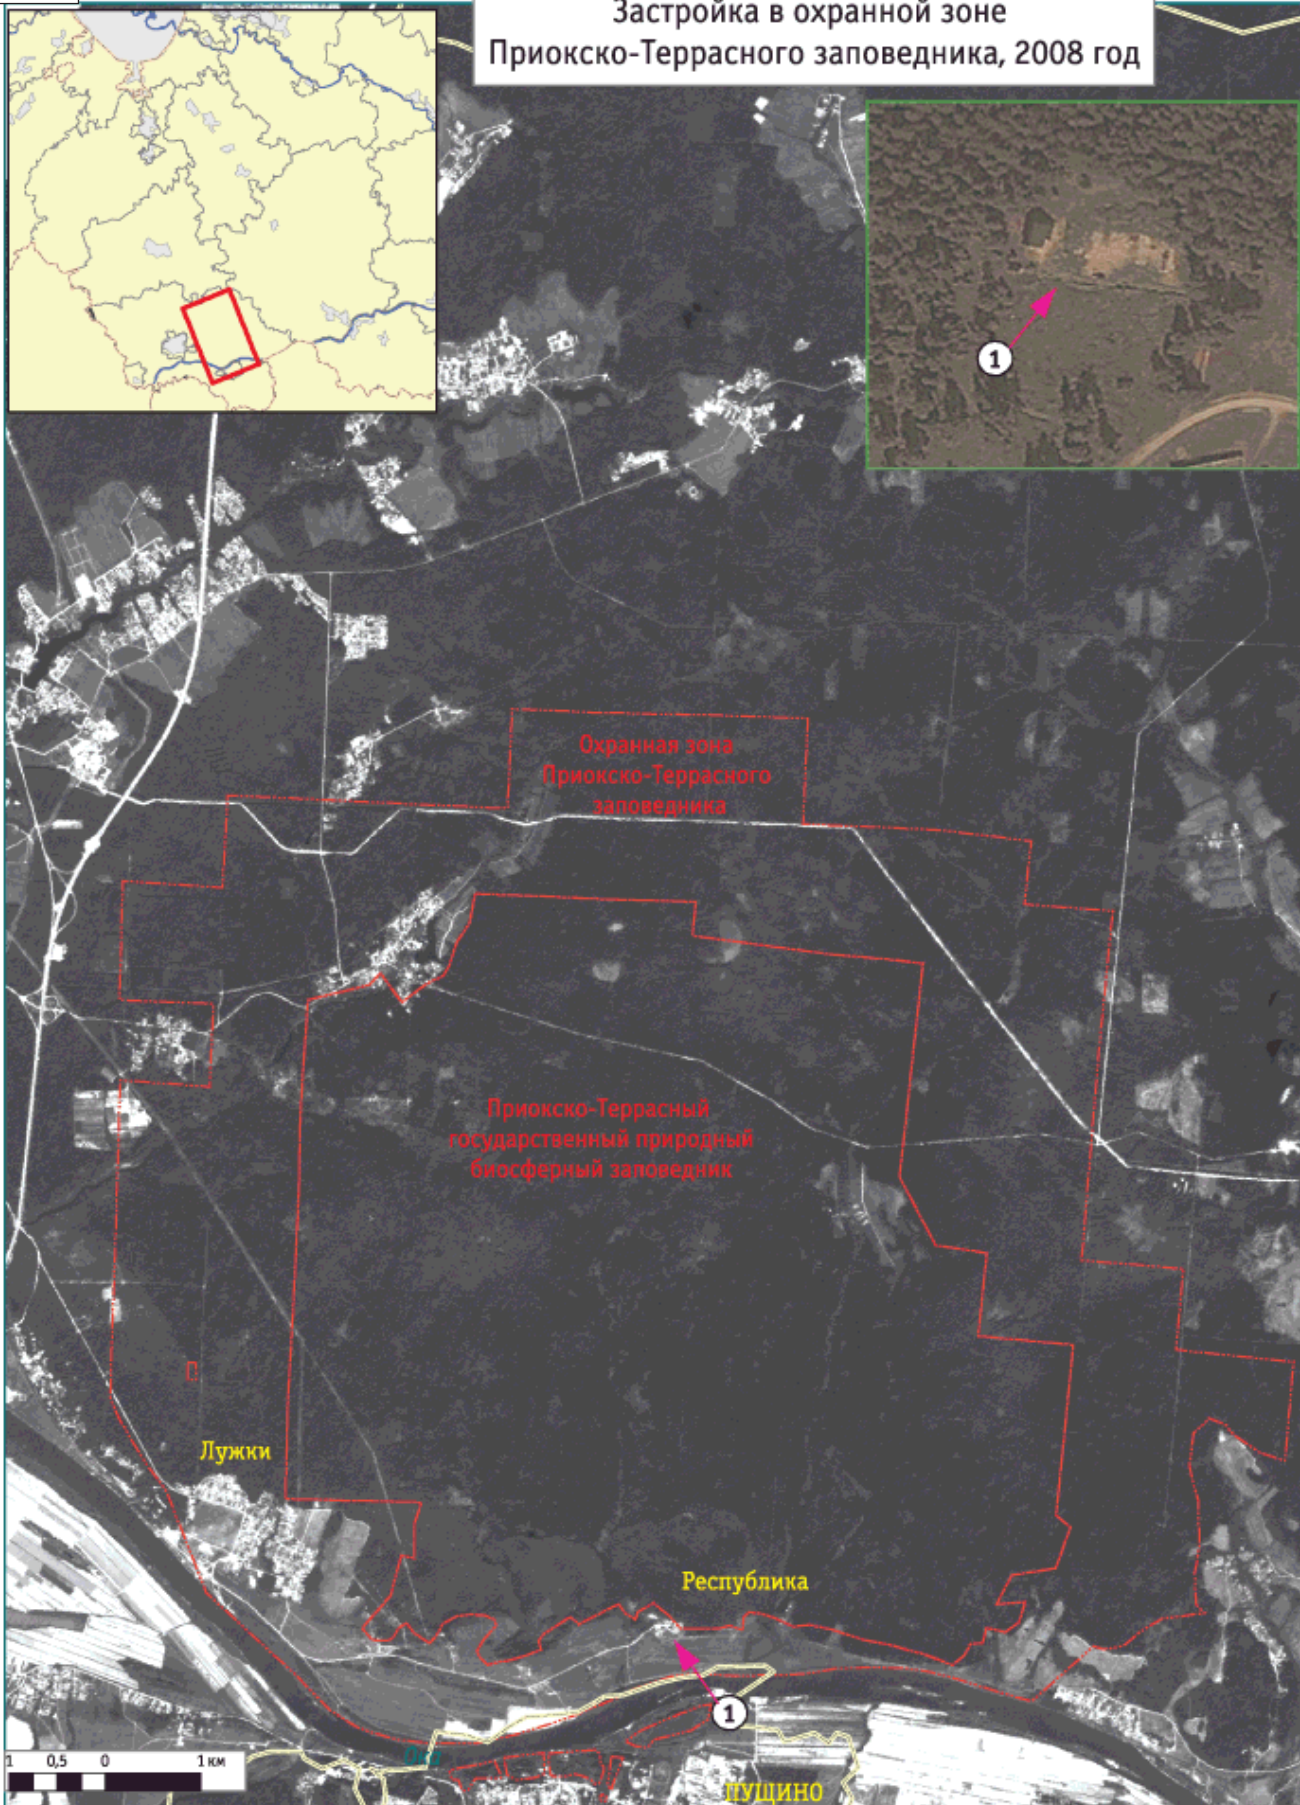 Застройка в охранной зоне
Приокско-Террасного заповедника, 2008 год
1
Охранная зона
Приокско-Террасного
заповедника
Приокско-Террасный
государственный природный
биосферный заповедник
Лужки
Республика
1
Ока
ПУЩИНО
1 0,5 0 1 км